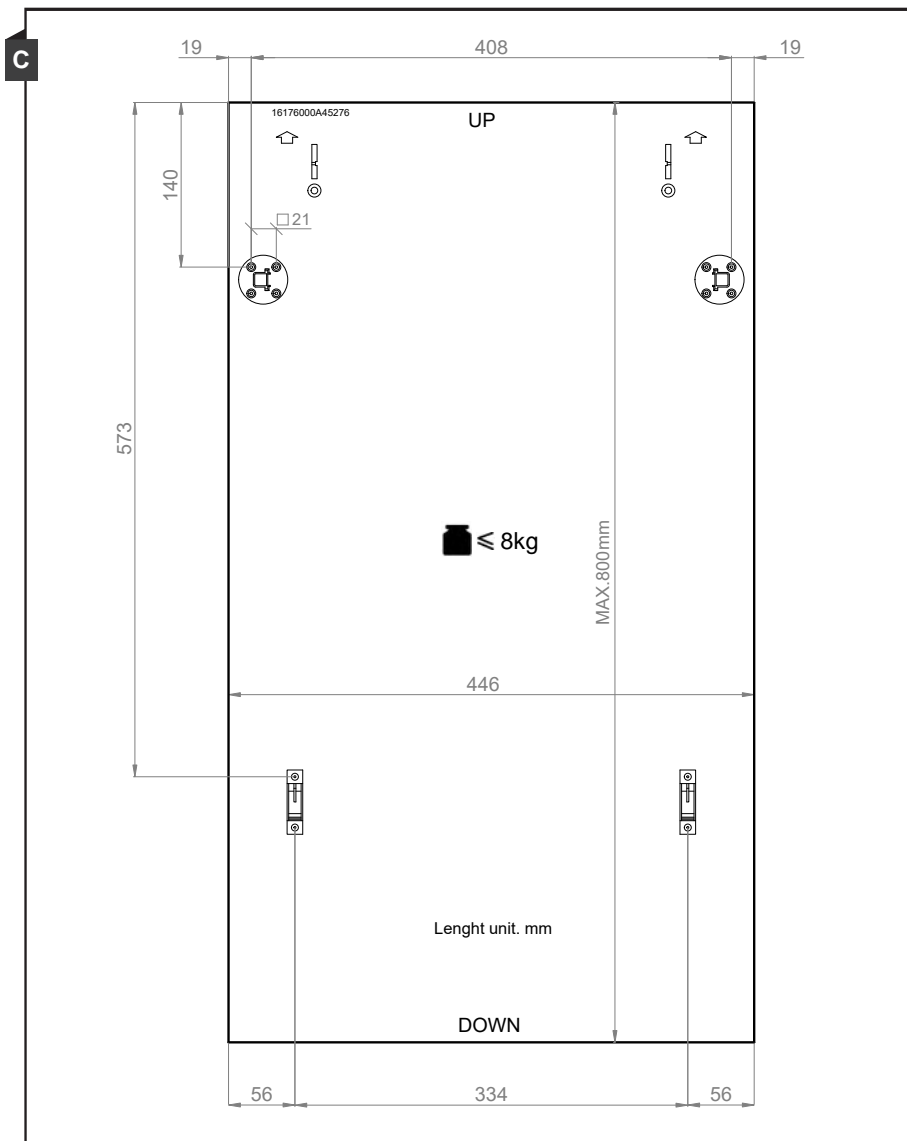 C
19
408
19
16176000A45276
UP
140
□21
573
≤ 8kg
MAX.800mm
446
Lenght unit. mm
DOWN
56
334
56